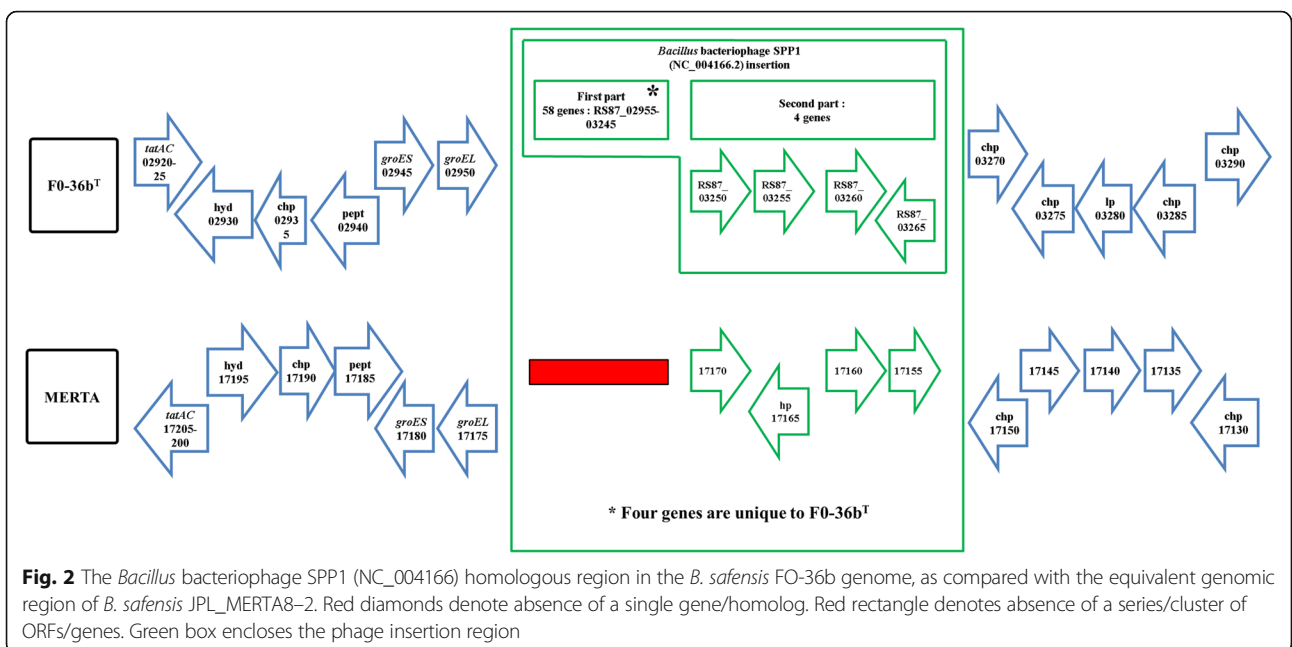 Bacillus bacteriophage SPP1
(NC_004166.2) insertion
First part
58 genes : RS87_02955-
03245
*
Second part :
4 genes
F0-36bᵀ
tatAC
02920-
25
hyd
02930
chp
0293
5
pept
02940
groES
02945
groEL
02950
RS87_
03250
RS87_
03255
RS87_
03260
RS87_
03265
chp
03270
chp
03275
lp
03280
chp
03285
chp
03290
MERTA
tatAC
17205-
200
hyd
17195
chp
17190
pept
17185
groES
17180
groEL
17175
17170
hp
17165
17160
17155
chp
17150
17145
17140
17135
chp
17130
* Four genes are unique to F0-36bᵀ
Fig. 2 The Bacillus bacteriophage SPP1 (NC_004166) homologous region in the B. safensis FO-36b genome, as compared with the equivalent genomic
region of B. safensis JPL_MERTA8–2. Red diamonds denote absence of a single gene/homolog. Red rectangle denotes absence of a series/cluster of
ORFs/genes. Green box encloses the phage insertion region